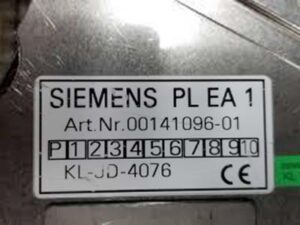 SIEMENS PL EA 1
Art.Nr.00141096-01
P 1 2 3 4 5 6 7 8 9 10
KL-JD-4076 CE
KL